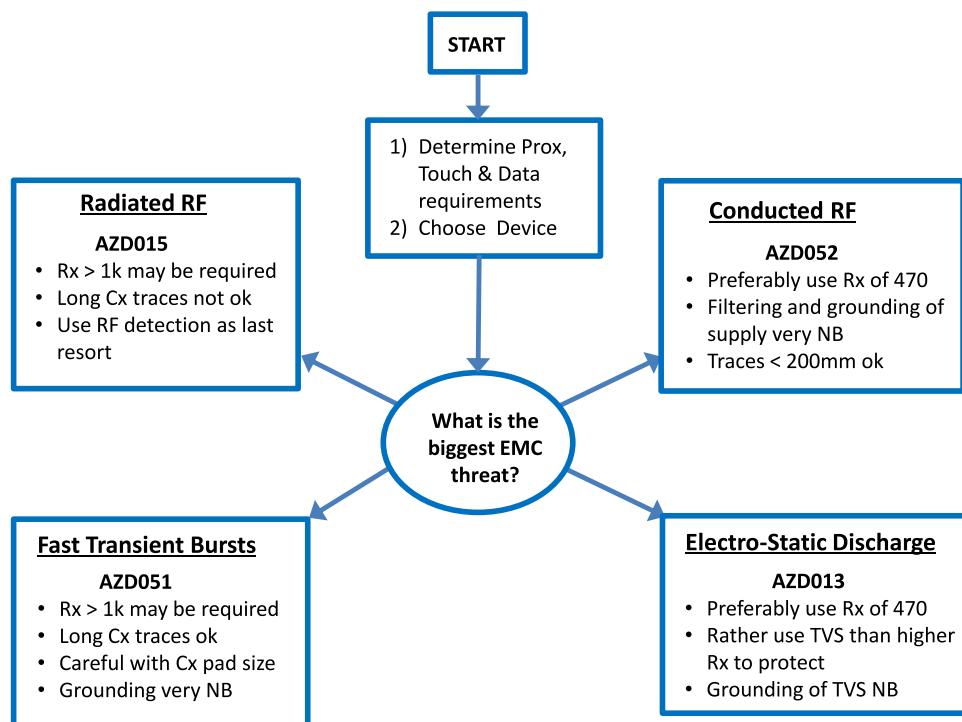 START
1) Determine Prox,
Touch & Data
requirements
2) Choose Device
Radiated RF
AZD015
• Rx > 1k may be required
• Long Cx traces not ok
• Use RF detection as last
resort
Conducted RF
AZD052
• Preferably use Rx of 470
• Filtering and grounding of
supply very NB
• Traces < 200mm ok
What is the
biggest EMC
threat?
Fast Transient Bursts
AZD051
• Rx > 1k may be required
• Long Cx traces ok
• Careful with Cx pad size
• Grounding very NB
Electro-Static Discharge
AZD013
• Preferably use Rx of 470
• Rather use TVS than higher
Rx to protect
• Grounding of TVS NB